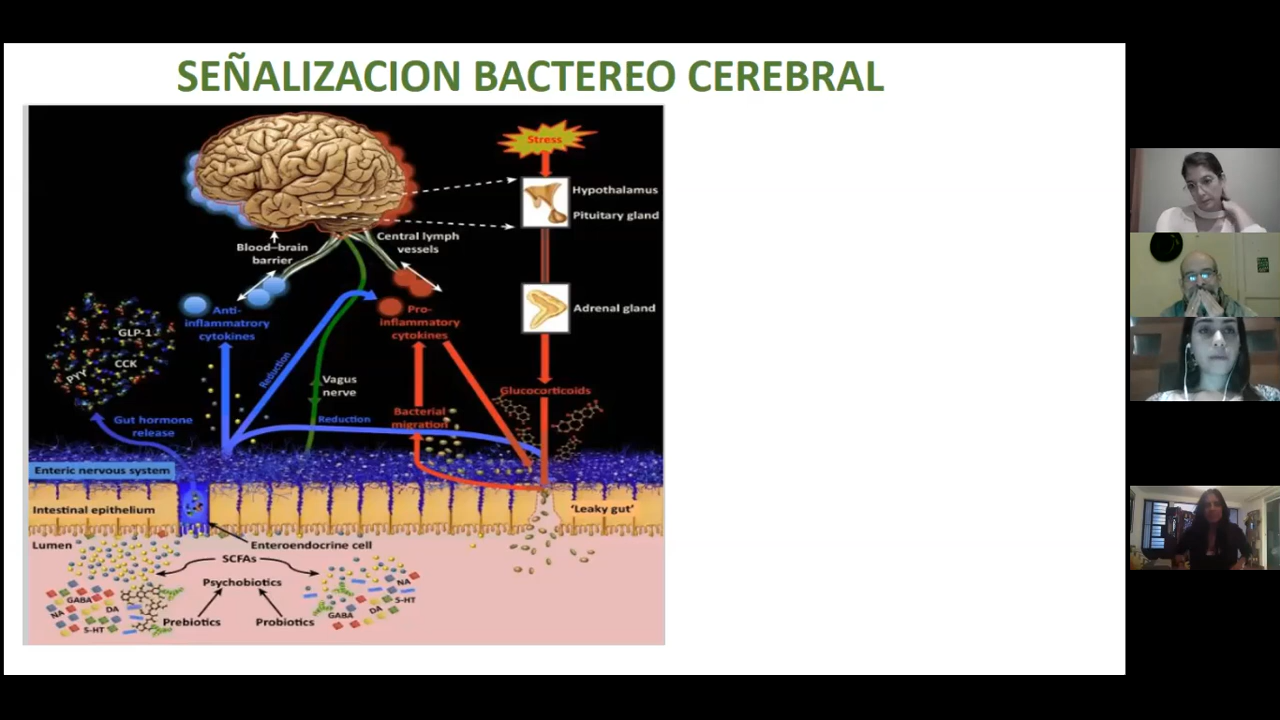 SEÑALIZACION BACTEREO CEREBRAL
Stress
Hypothalamus
Pituitary gland
Blood–brain
barrier
Central lymph
vessels
Adrenal gland
Anti-
inflammatrory
cytokines
Pro-
inflammatory
cytokines
GLP-1
CCK
PYY
Reduction
Vagus
nerve
Glucocorticoids
Gut hormone
release
Reduction
Bacterial
migration
Enteric nervous system
Intestinal epithelium
'Leaky gut'
Lumen
Enteroendocrine cell
SCFAs
Psychobiotics
NA
GABA
DA
5-HT
NA
5-HT
DA
GABA
Prebiotics
Probiotics